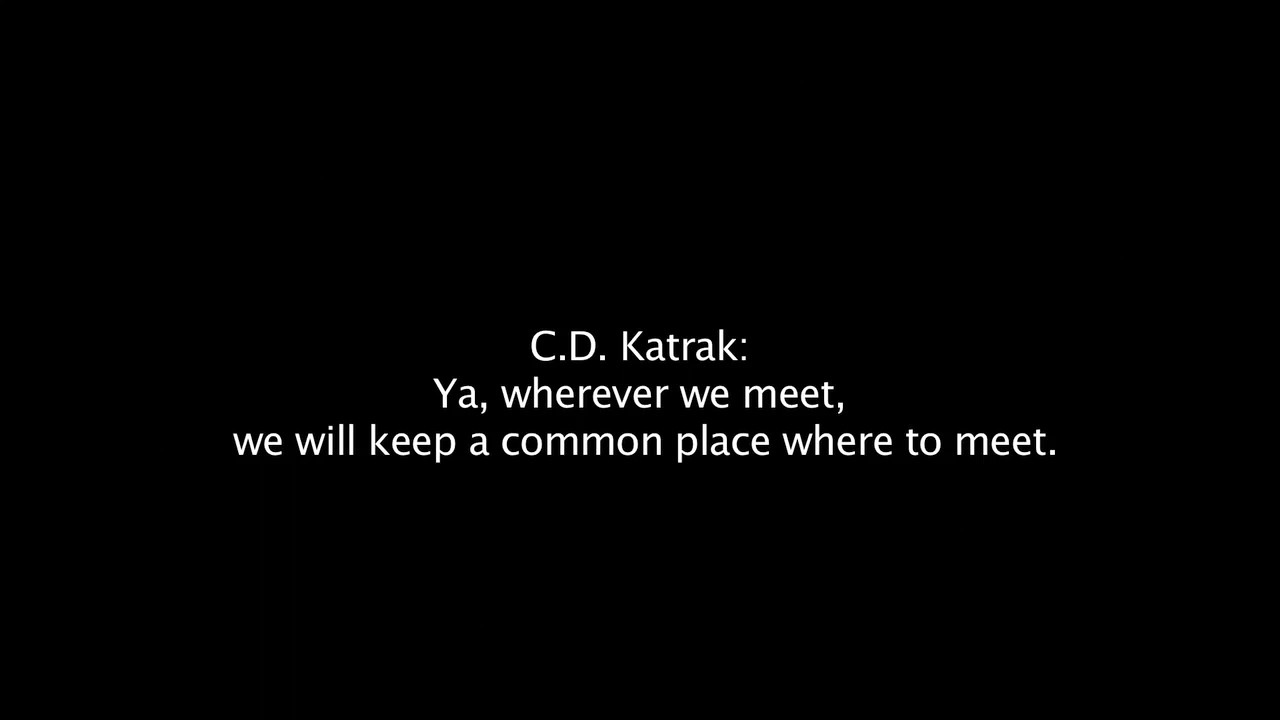 C.D. Katrak:
Ya, wherever we meet,
we will keep a common place where to meet.